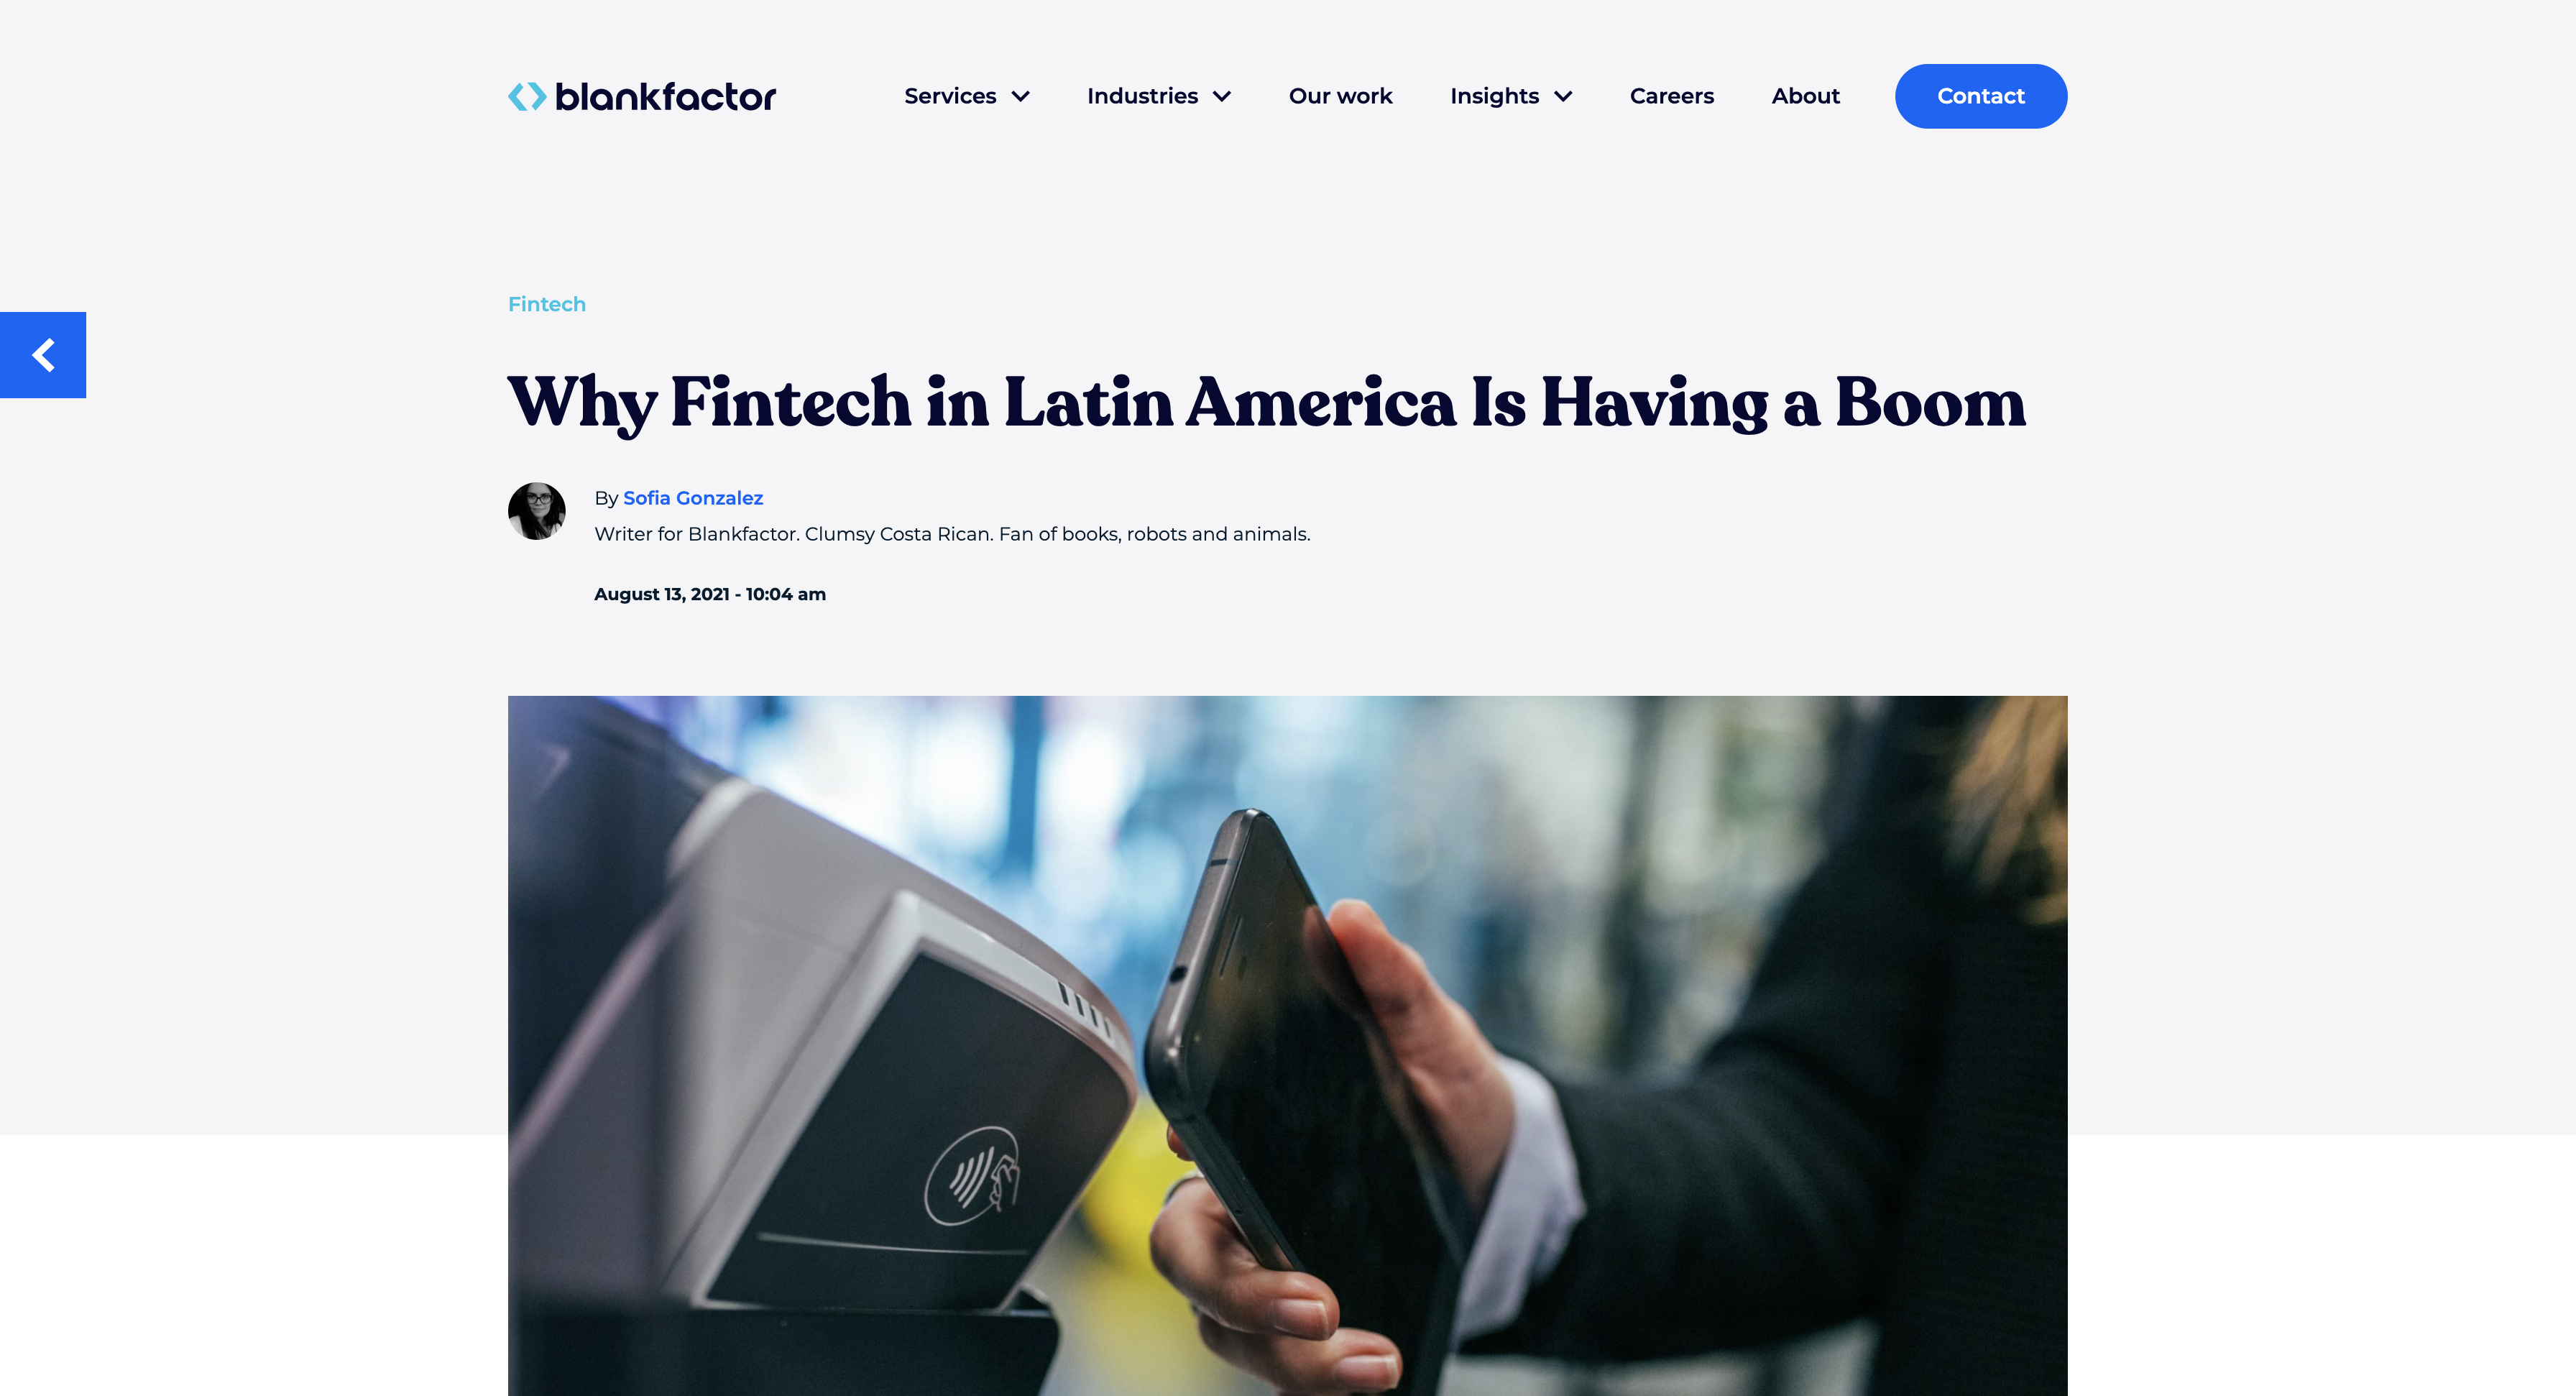 blankfactor
Services
Industries
Our work
Insights
Careers
About
Contact
Fintech
Why Fintech in Latin America Is Having a Boom
By Sofia Gonzalez
Writer for Blankfactor. Clumsy Costa Rican. Fan of books, robots and animals.
August 13, 2021 - 10:04 am